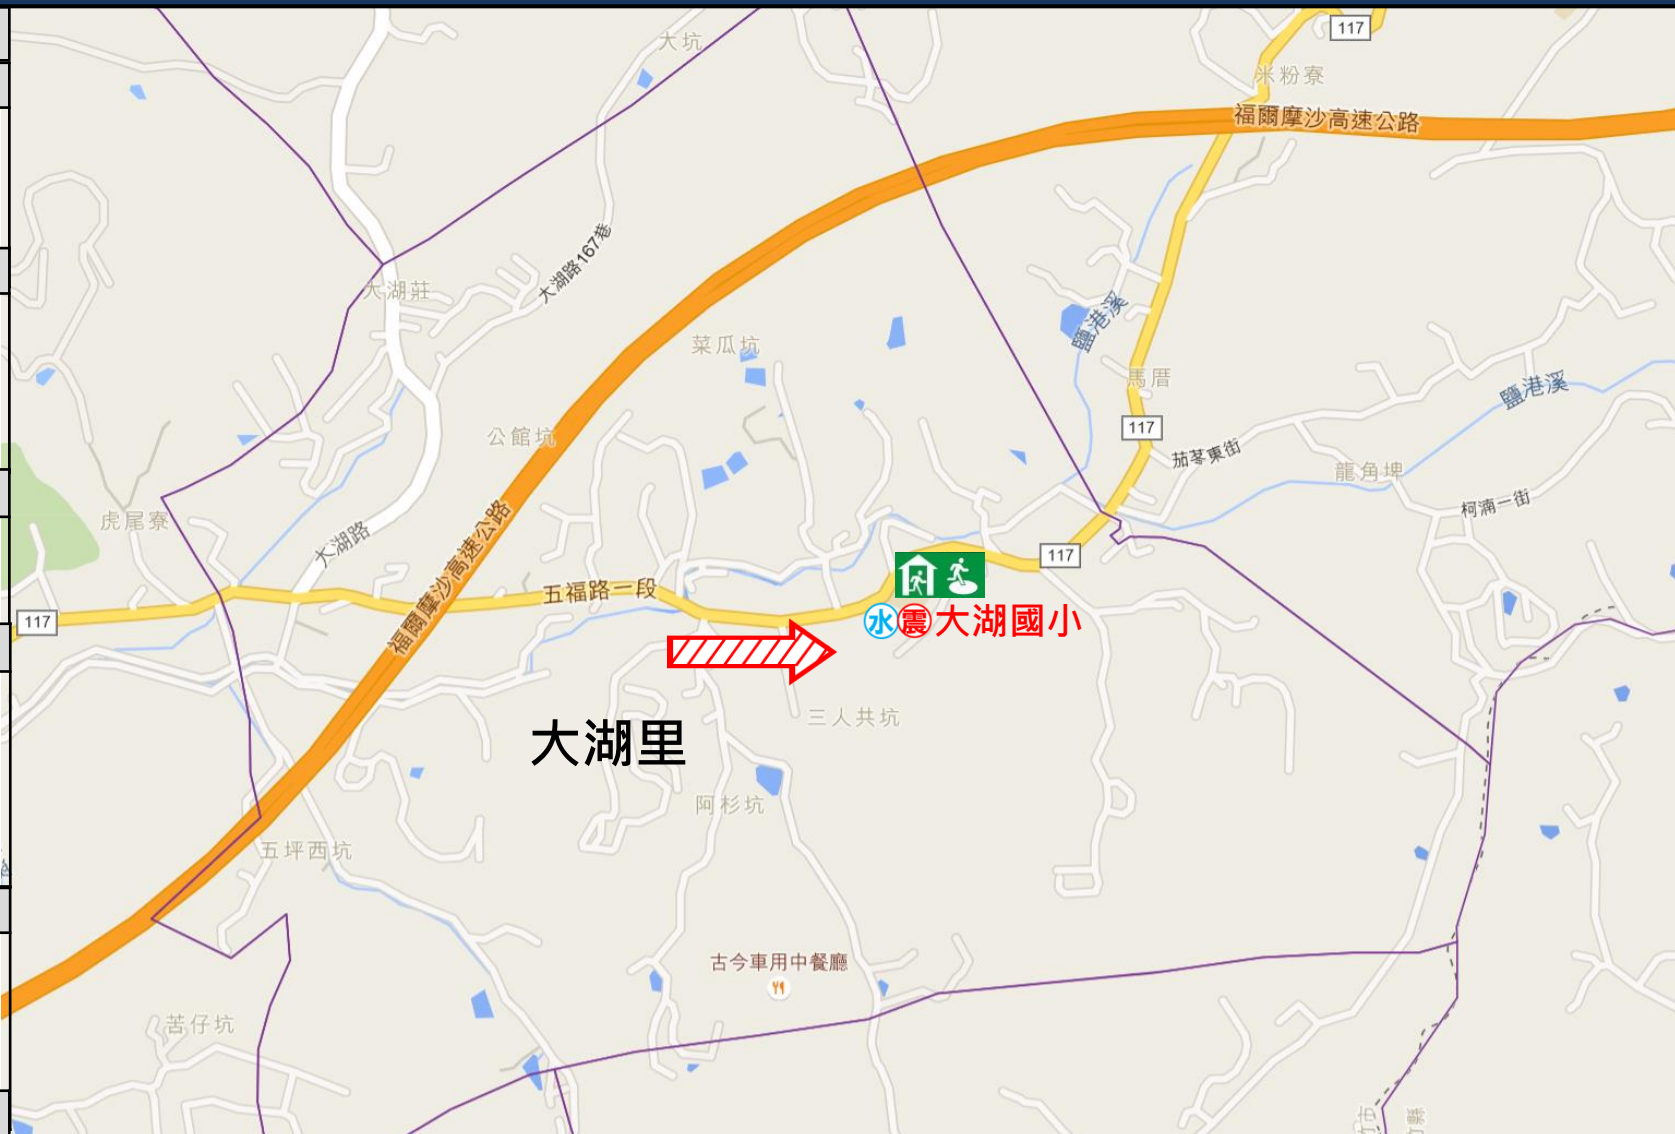 117
大坑
米粉寮
福爾摩沙高速公路
大湖路167巷
大湖莊
鹽港溪
菜瓜坑
馬厝
鹽港溪
117
公館坑
茄苳東街
龍角埤
柯湳一街
虎尾寮
大湖路
福爾摩沙高速公路
117
五福路一段
117
水震大湖國小
三人共坑
大湖里
阿杉坑
五坪西坑
古今車用中餐廳
苦仔坑